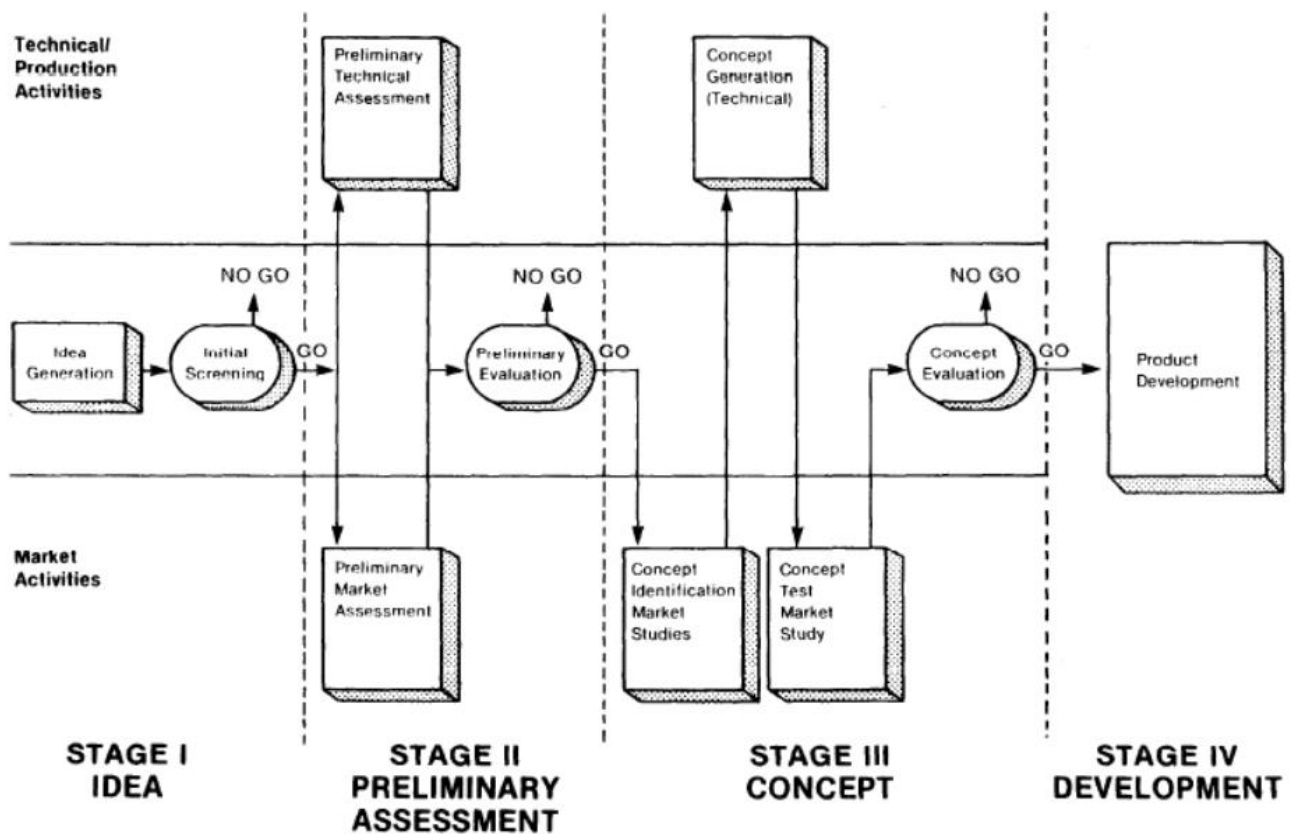 Technical/
Production
Activities
Preliminary
Technical
Assessment
Concept
Generation
(Technical)
NO GO
NO GO
NO GO
Idea
Generation
Initial
Screening
GO
Preliminary
Evaluation
GO
Concept
Evaluation
GO
Product
Development
Market
Activities
Preliminary
Market
Assessment
Concept
Identification
Market
Studies
Concept
Test
Market
Study
STAGE I
IDEA
STAGE II
PRELIMINARY
ASSESSMENT
STAGE III
CONCEPT
STAGE IV
DEVELOPMENT